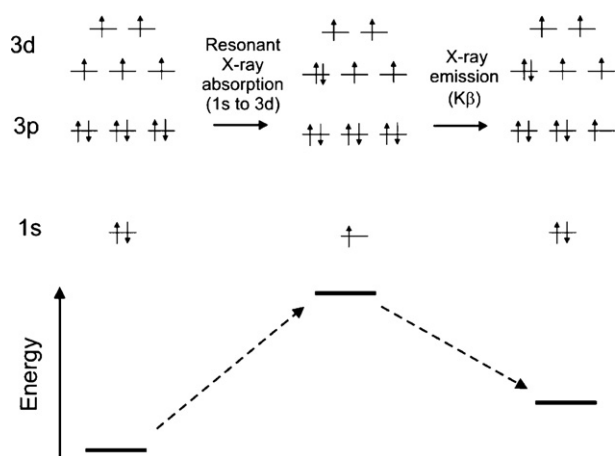 3d
Resonant
X-ray
absorption
(1s to 3d)
X-ray
emission
(Kβ)
3p
1s
Energy